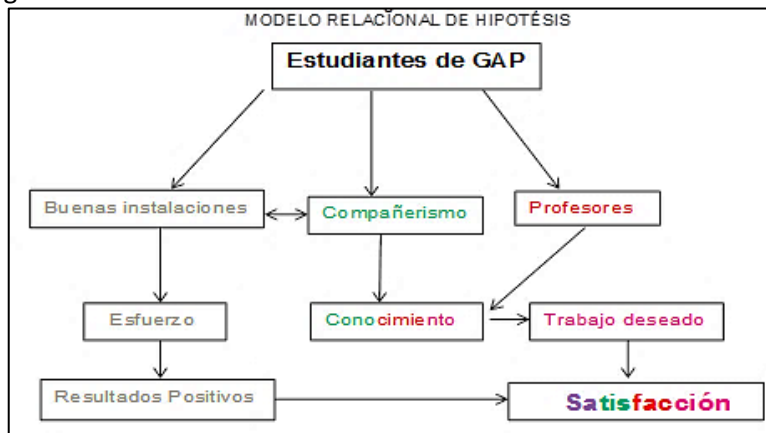 MODELO RELACIONAL DE HIPOTÉSIS
Estudiantes de GAP
Buenas instalaciones
Compañerismo
Profesores
Esfuerzo
Conocimiento
Trabajo deseado
Resultados Positivos
Satisfacción